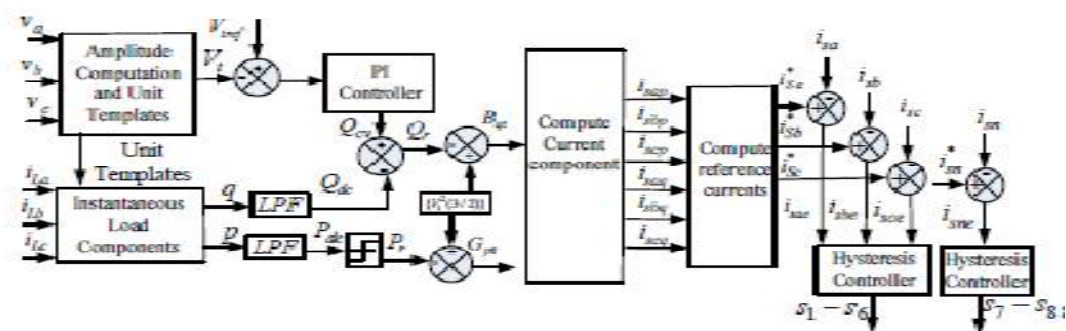 v_a
v_b
v_c
Amplitude
Computation
and Unit
Templates
V_t
V_tref
PI
Controller
Unit
Templates
i_La
i_Lb
i_Lc
Instantaneous
Load
Components
q
p
LPF
LPF
Q_dc
P_dc
Q_r
P_r
Compute
Current
component
i_sap
i_sbp
i_scp
i_saq
i_sbq
i_scq
Compute
reference
currents
i*_Sa
i*_Sb
i*_Sc
i_sa
i_sb
i_sc
i*_sn
i_sn
i_sae
i_sbe
i_sce
i_sne
Hysteresis
Controller
Hysteresis
Controller
s_1 – s_6
s_7 – s_8